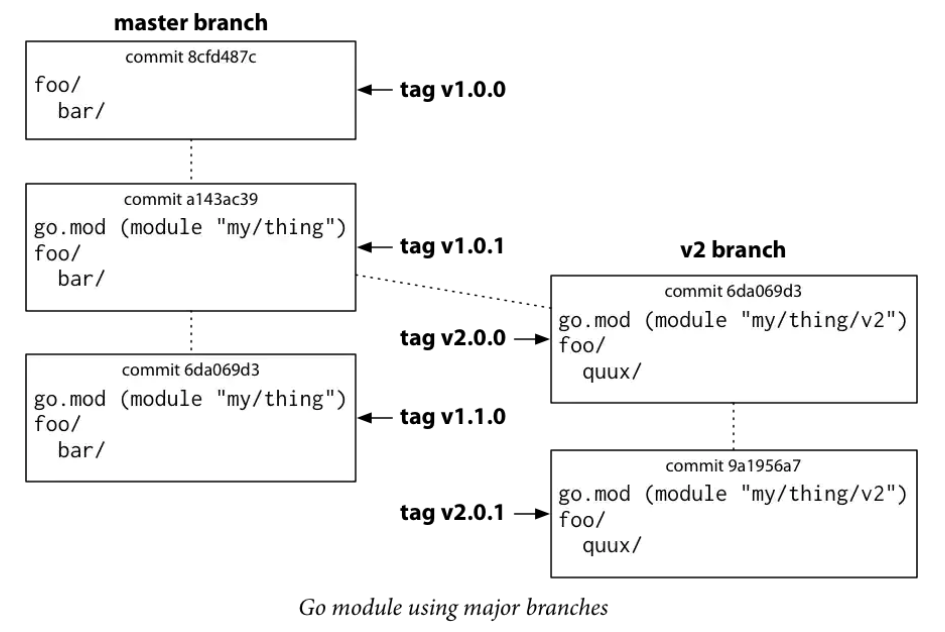 master branch
commit 8cfd487c
foo/
bar/
tag v1.0.0
commit a143ac39
go.mod (module "my/thing")
foo/
bar/
tag v1.0.1
commit 6da069d3
go.mod (module "my/thing")
foo/
bar/
tag v1.1.0
v2 branch
commit 6da069d3
go.mod (module "my/thing/v2")
foo/
quux/
tag v2.0.0
commit 9a1956a7
go.mod (module "my/thing/v2")
foo/
quux/
tag v2.0.1
Go module using major branches